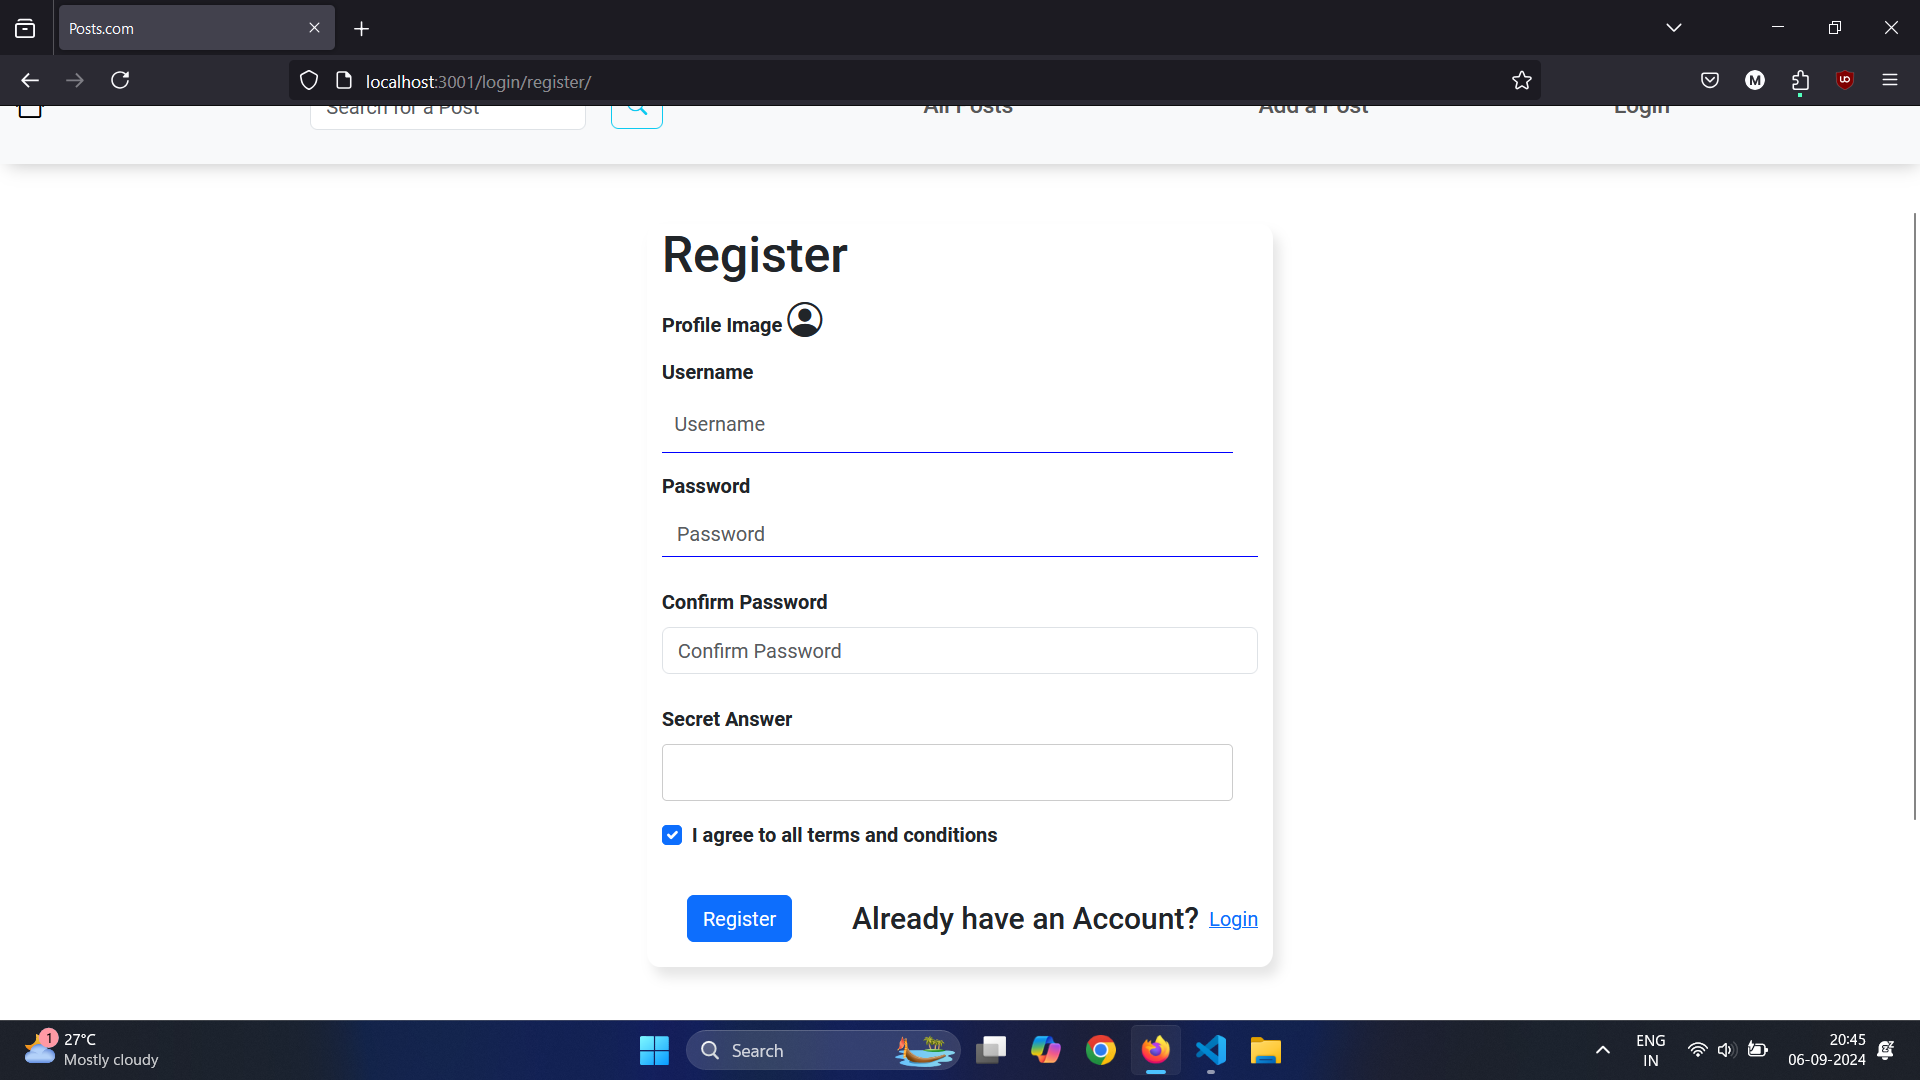 Posts.com
localhost:3001/login/register/
M
Search for a Post
All Posts
Add a Post
Login
Register
Profile Image
Username
Username
Password
Password
Confirm Password
Confirm Password
Secret Answer
I agree to all terms and conditions
Register
Already have an Account? Login
1
27°C
Mostly cloudy
Search
ENG
IN
20:45
06-09-2024